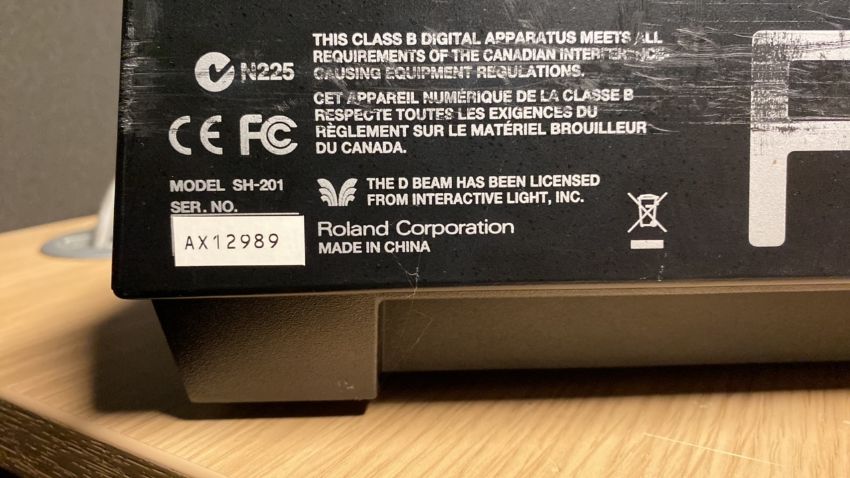 THIS CLASS B DIGITAL APPARATUS MEETS ALL
REQUIREMENTS OF THE CANADIAN INTERFERENCE
CAUSING EQUIPMENT REGULATIONS.
N225
CET APPAREIL NUMÉRIQUE DE LA CLASSE B
RESPECTE TOUTES LES EXIGENCES DU
RÈGLEMENT SUR LE MATÉRIEL BROUILLEUR
DU CANADA.
CE FC
MODEL SH-201
SER. NO.
AX12989
THE D BEAM HAS BEEN LICENSED
FROM INTERACTIVE LIGHT, INC.
Roland Corporation
MADE IN CHINA